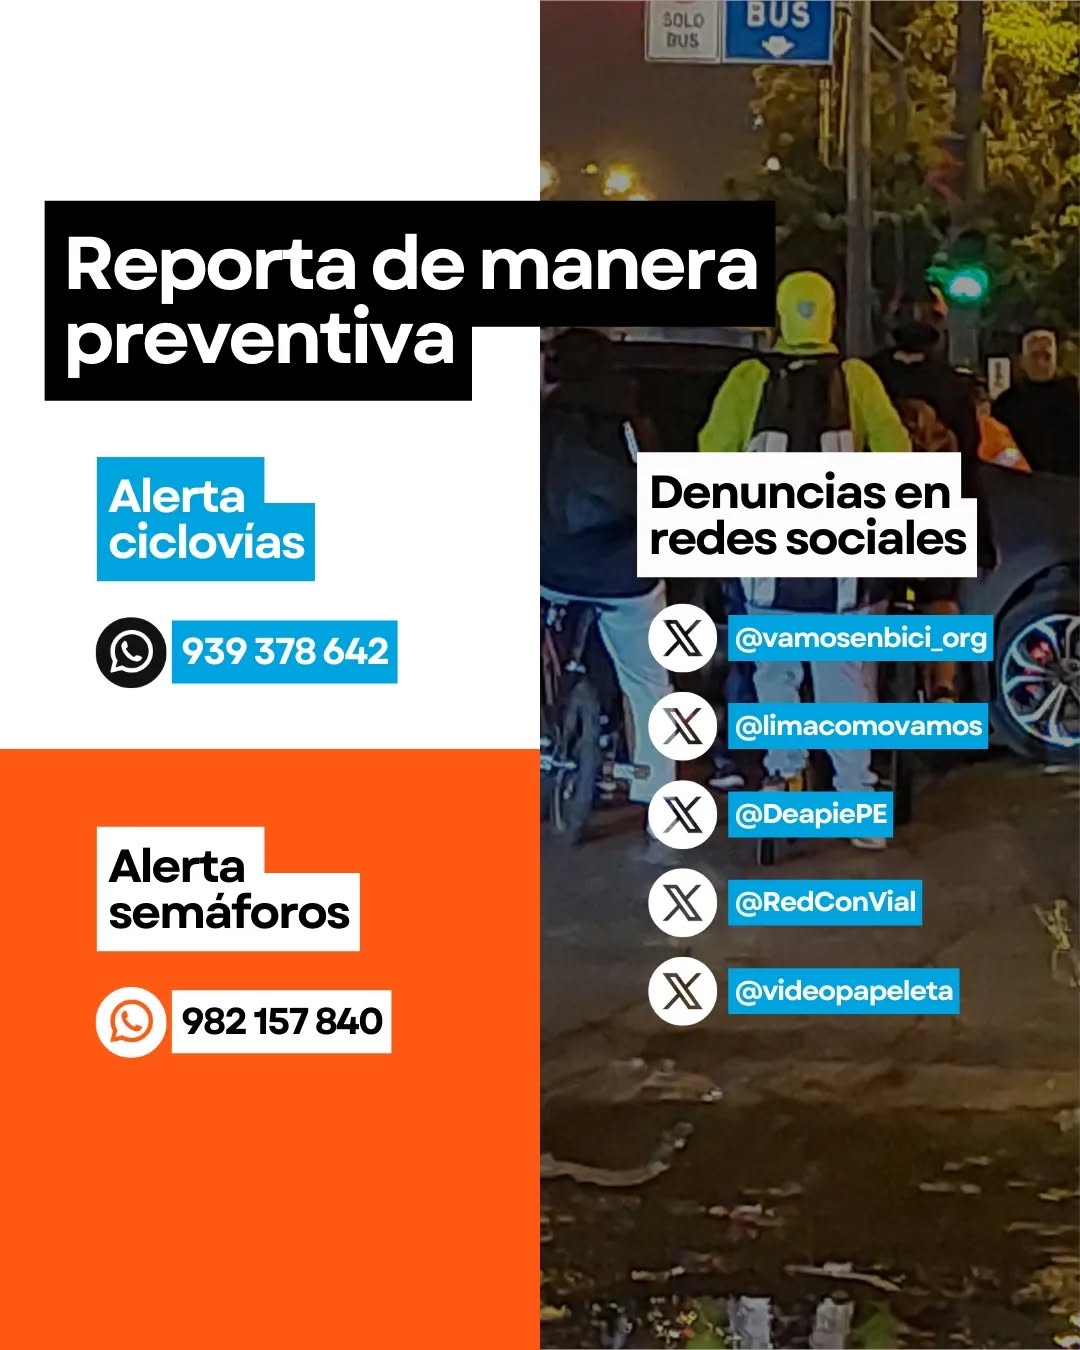 SOLO
BUS
BUS
Reporta de manera
preventiva
Alerta
ciclovías
939 378 642
Alerta
semáforos
982 157 840
Denuncias en
redes sociales
@vamosenbici_org
@limacomovamos
@DeapiePE
@RedConVial
@videopapeleta